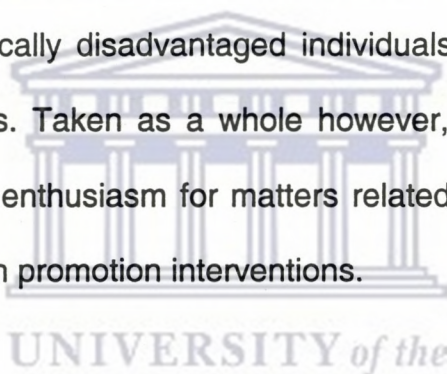 cally disadvantaged individuals
s. Taken as a whole however,
enthusiasm for matters related
n promotion interventions.
UNIVERSITY of the